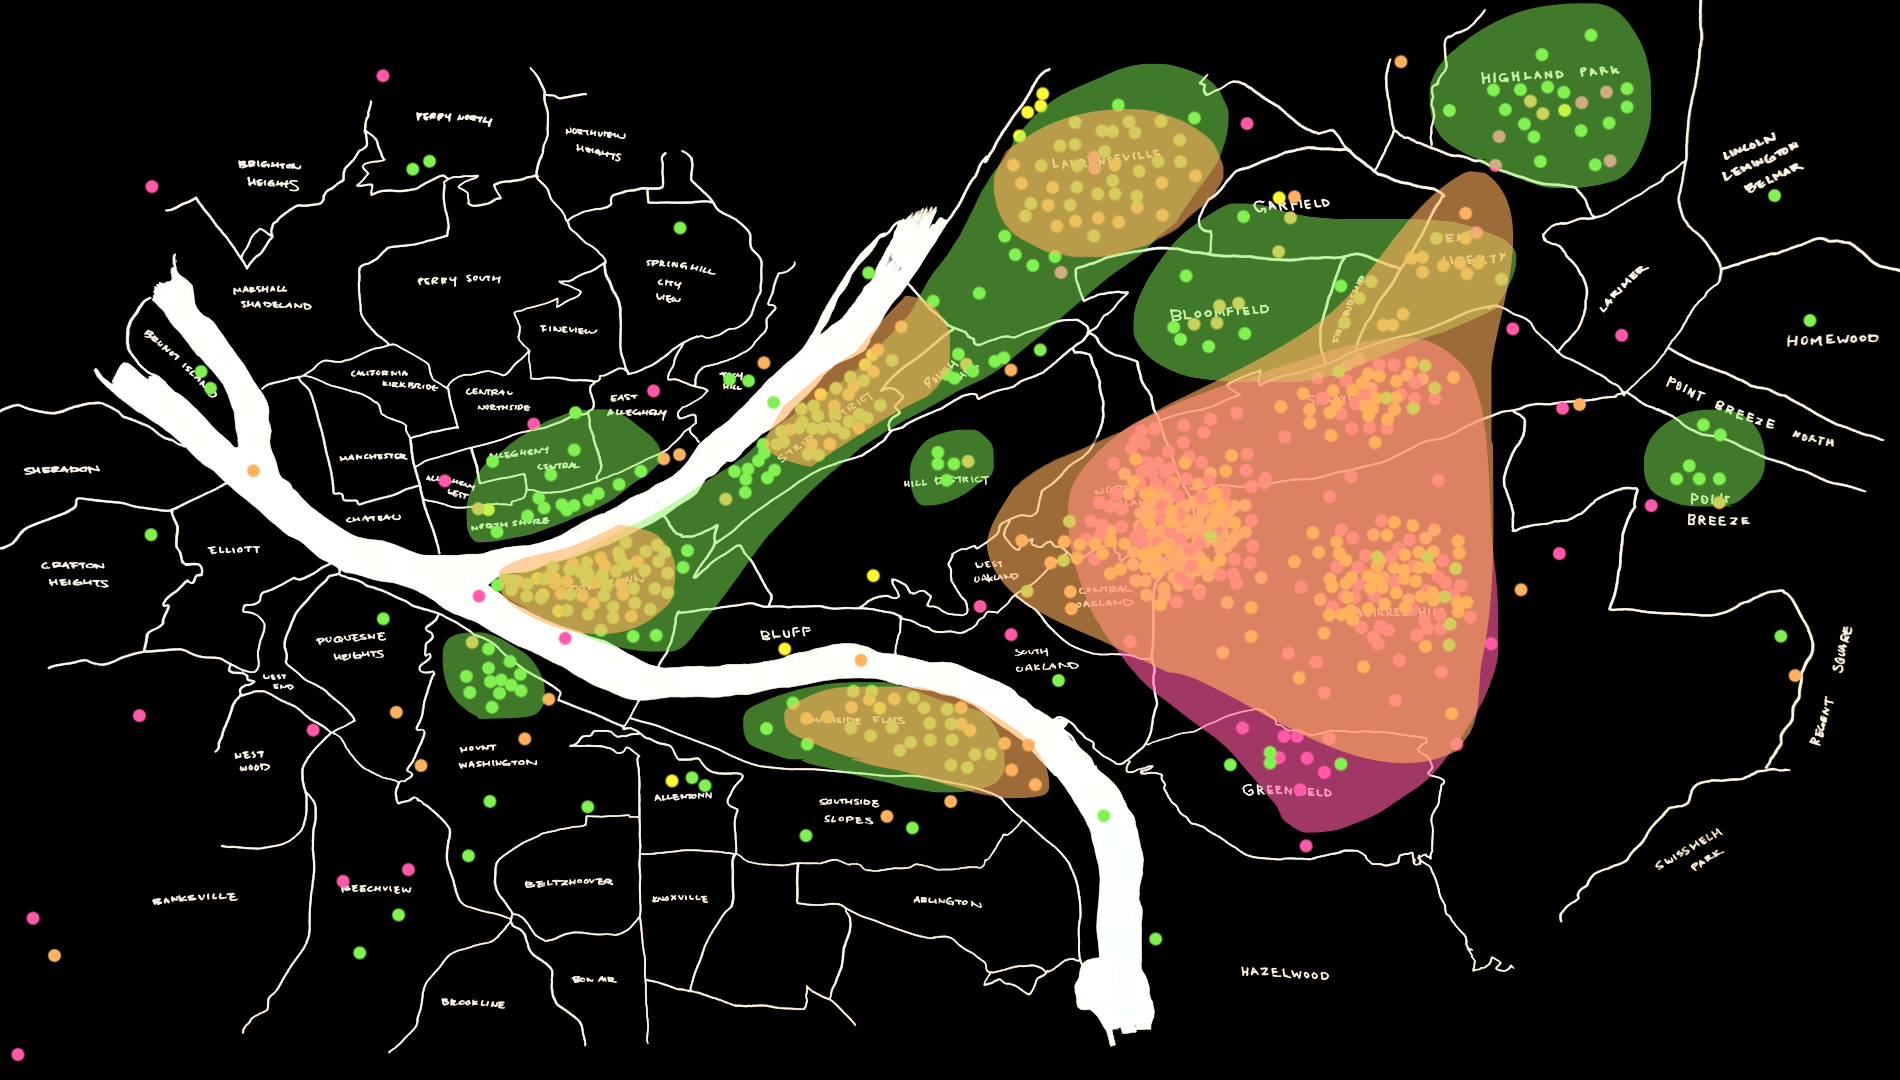 HIGHLAND PARK
PERRY NORTH
NORTHVIEW
HEIGHTS
BRIGHTON
HEIGHTS
LINCOLN
LEMINGTON
BELMAR
LAWRENCEVILLE
GARFIELD
EAST
LIBERTY
SPRING HILL
CITY
VIEW
PERRY SOUTH
MARSHALL
SHADELAND
LARIMER
FRIENDSHIP
BLOOMFIELD
FINEVIEW
BRUNOT ISLAND
HOMEWOOD
CALIFORNIA
KIRKBRIDE
CENTRAL
NORTHSIDE
EAST
ALLEGHENY
TROY
HILL
POLISH
HILL
STRIP DISTRICT
POINT BREEZE NORTH
SHADYSIDE
MANCHESTER
ALLEGHENY
CENTRAL
SHERADON
ALLEGHENY
WEST
HILL DISTRICT
NORTH
OAKLAND
POINT
BREEZE
CHATEAU
NORTH SHORE
ELLIOTT
CRAFTON
HEIGHTS
DOWNTOWN
WEST
OAKLAND
CENTRAL
OAKLAND
SQUIRREL HILL
DUQUESNE
HEIGHTS
BLUFF
SOUTH
OAKLAND
REGENT SQUARE
WEST
END
SOUTHSIDE FLATS
WEST
WOOD
MOUNT
WASHINGTON
ALLENTOWN
SOUTHSIDE
SLOPES
GREENFIELD
SWISSHELM
PARK
BEECHVIEW
BANKSVILLE
BELTZHOOVER
KNOXVILLE
ARLINGTON
HAZELWOOD
BON AIR
BROOKLINE